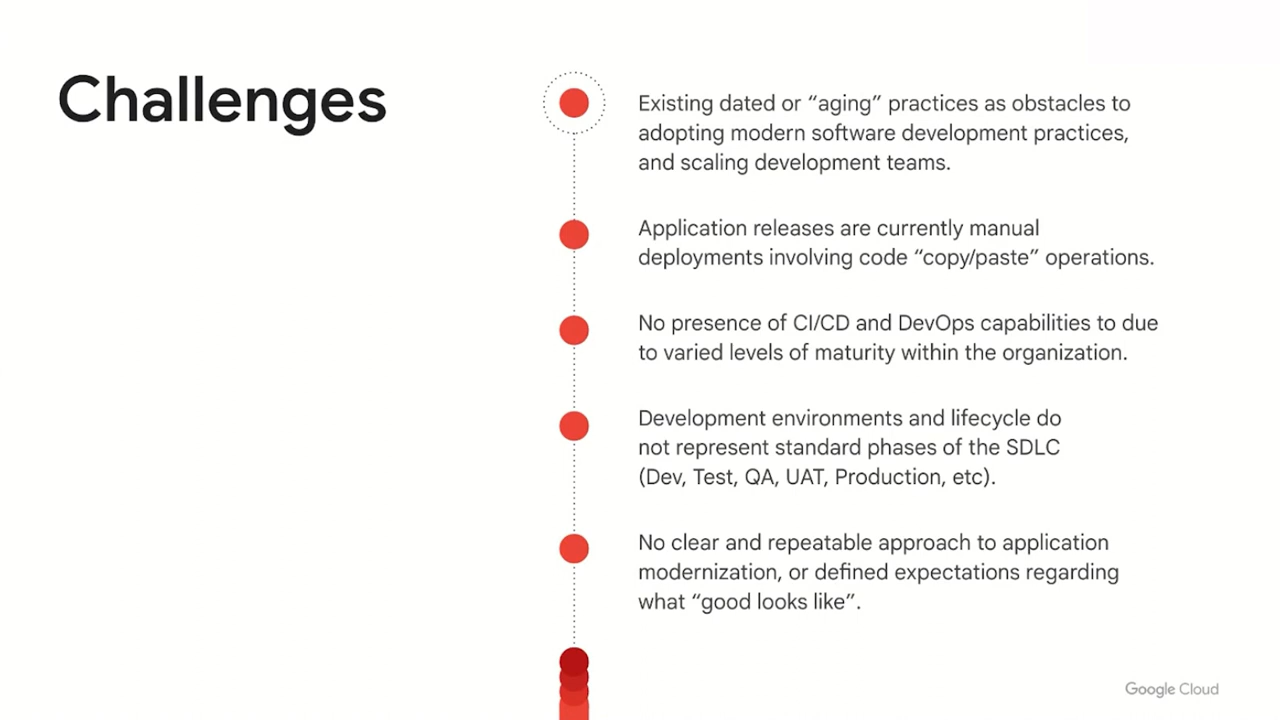 Challenges
Existing dated or “aging” practices as obstacles to
adopting modern software development practices,
and scaling development teams.
Application releases are currently manual
deployments involving code “copy/paste” operations.
No presence of CI/CD and DevOps capabilities to due
to varied levels of maturity within the organization.
Development environments and lifecycle do
not represent standard phases of the SDLC
(Dev, Test, QA, UAT, Production, etc).
No clear and repeatable approach to application
modernization, or defined expectations regarding
what “good looks like”.
Google Cloud